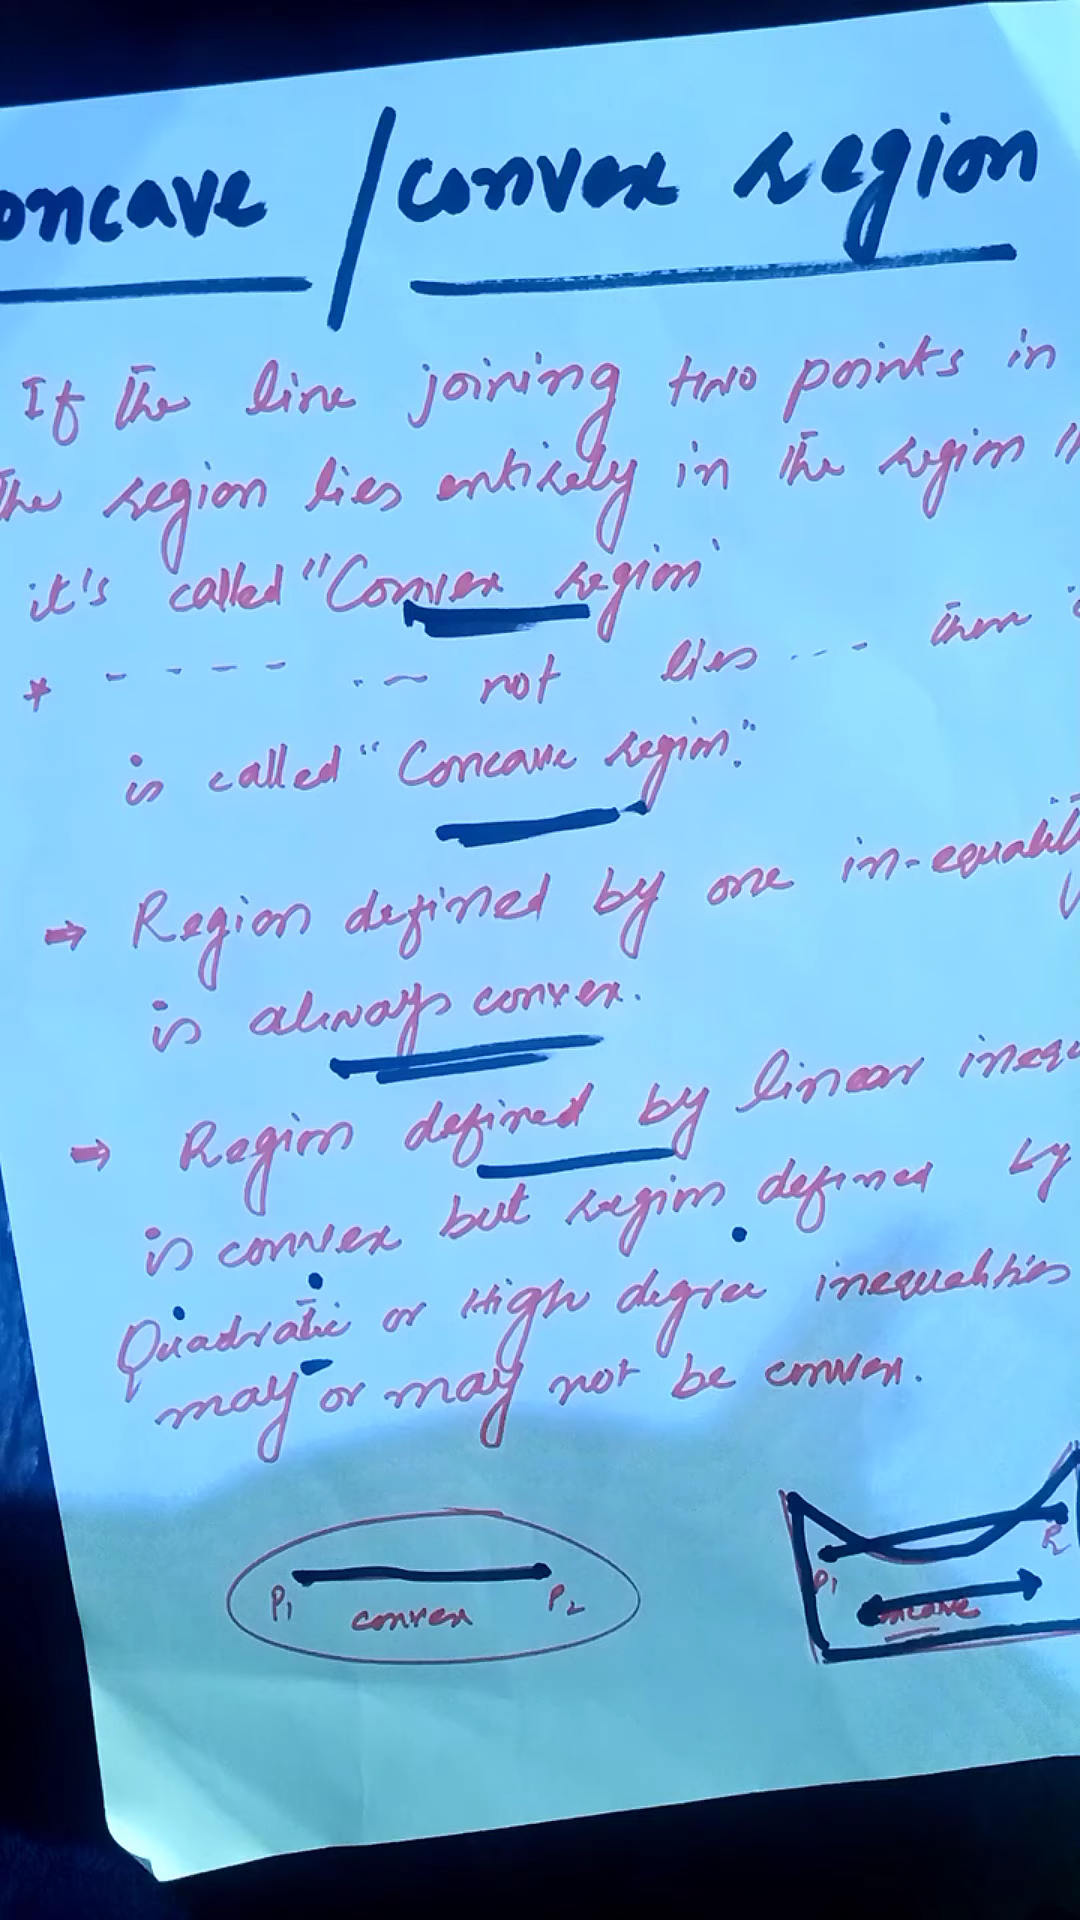 oncave / convex region
If the line joining two points in
The region lies entirely in the region
it's called "Convex region"
* - - - - - - not lies - - - then
is called "Concave region".
→ Region defined by one in-equalit
is always convex.
→ Region defined by linear inequ
is convex but region defined by
Quadratic or High degree inequalities
may or may not be convex.
P1 convex P2
P1